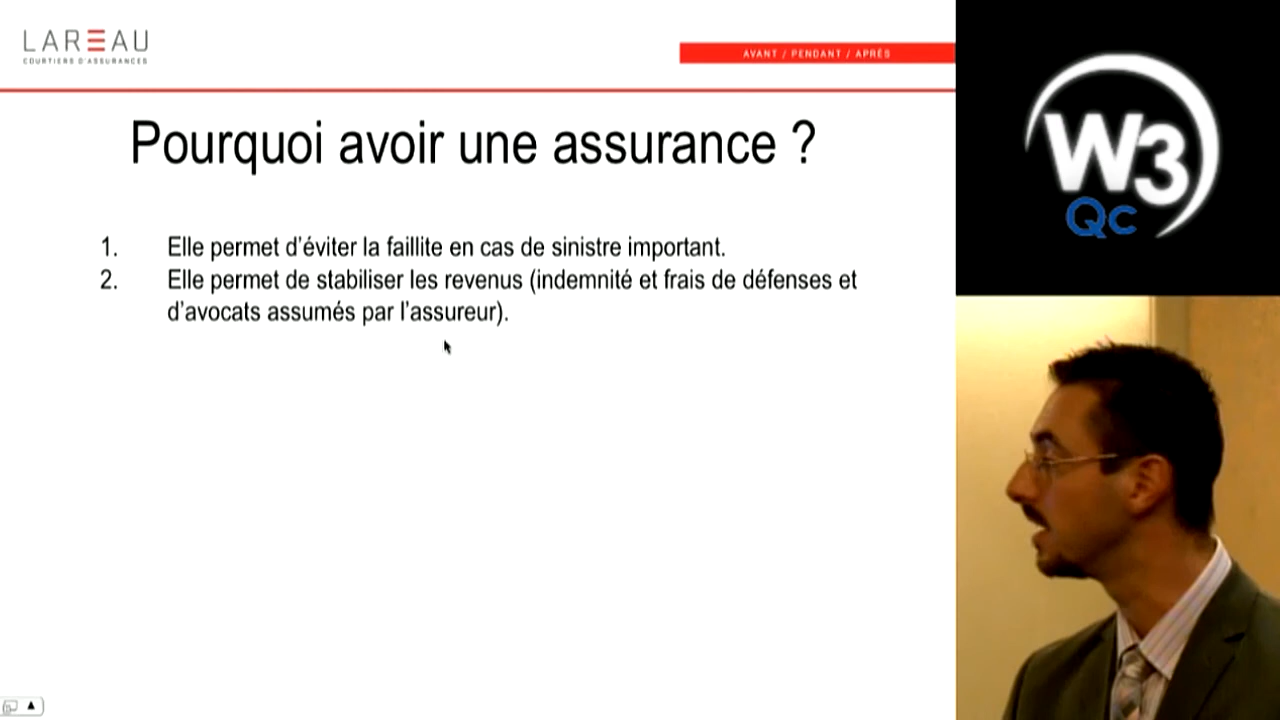 LAREAU
COURTIERS D'ASSURANCES
AVANT / PENDANT / APRÈS
Pourquoi avoir une assurance ?
1. Elle permet d'éviter la faillite en cas de sinistre important.
2. Elle permet de stabiliser les revenus (indemnité et frais de défenses et
d'avocats assumés par l'assureur).
W3
Qc